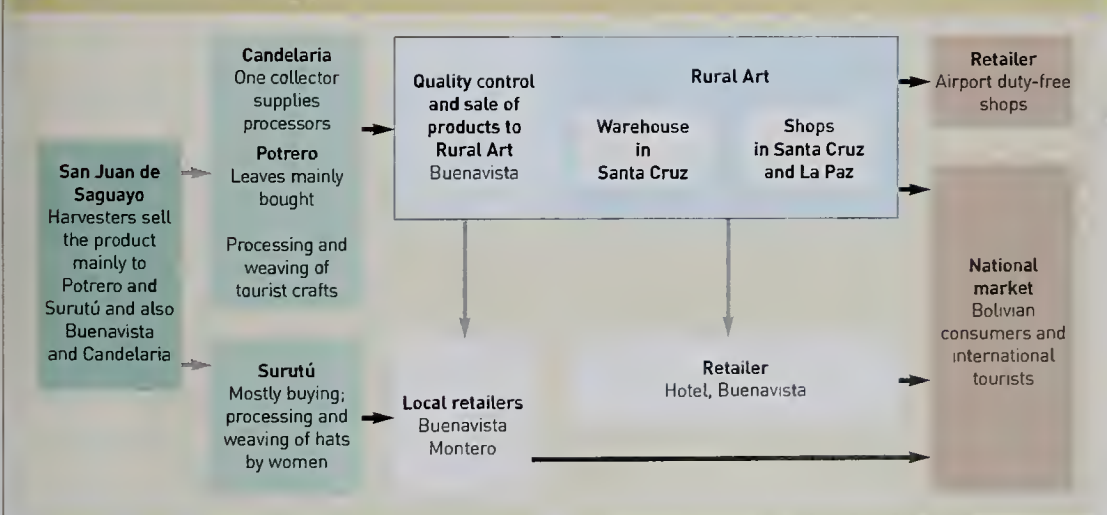 San Juan de
Saguayo
Harvesters sell
the product
mainly to
Potrero and
Surutú and also
Buenavista
and Candelaria
Candelaria
One collector
supplies
processors
Potrero
Leaves mainly
bought
Processing and
weaving of
tourist crafts
Surutú
Mostly buying;
processing and
weaving of hats
by women
Quality control
and sale of
products to
Rural Art
Buenavista
Rural Art
Warehouse
in
Santa Cruz
Shops
in Santa Cruz
and La Paz
Local retailers
Buenavista
Montero
Retailer
Hotel, Buenavista
Retailer
Airport duty-free
shops
National
market
Bolivian
consumers and
international
tourists